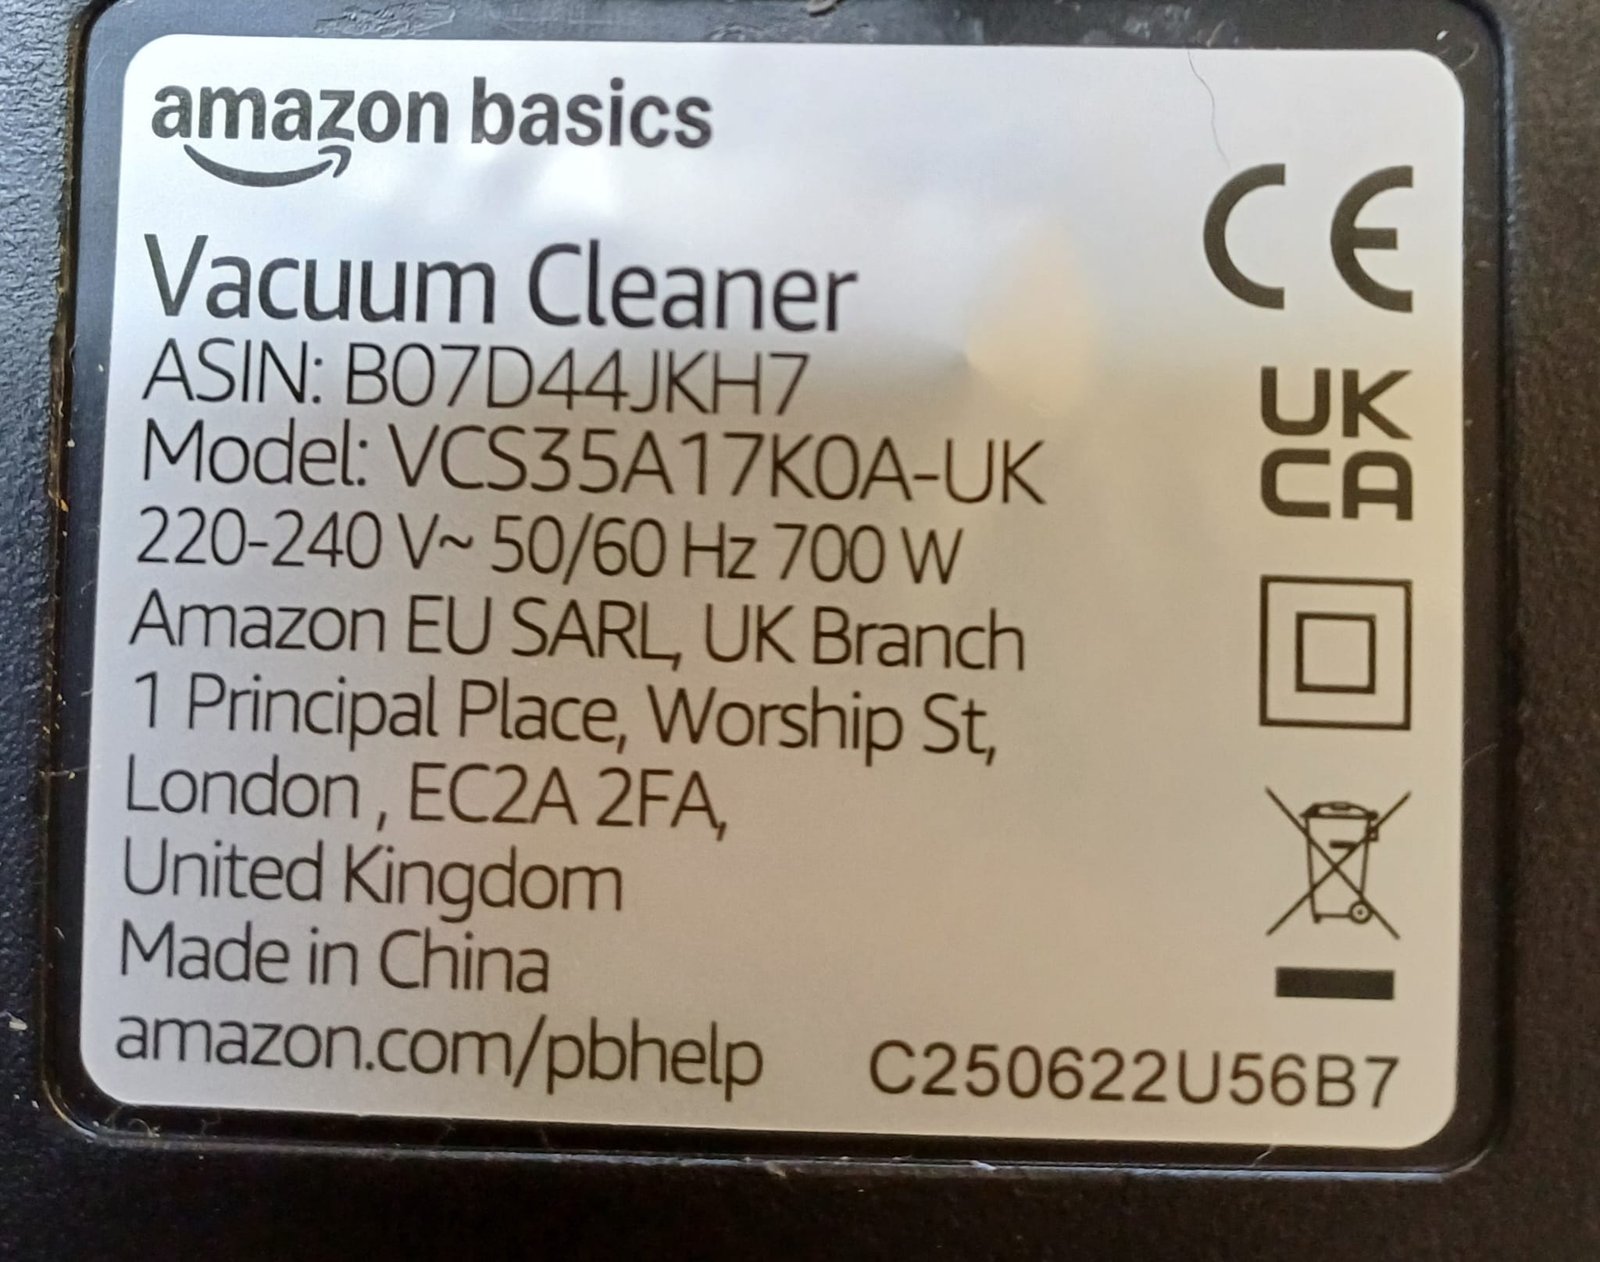 amazon basics
Vacuum Cleaner
ASIN: B07D44JKH7
Model: VCS35A17K0A-UK
220-240 V~ 50/60 Hz 700 W
Amazon EU SARL, UK Branch
1 Principal Place, Worship St,
London , EC2A 2FA,
United Kingdom
Made in China
amazon.com/pbhelp
C250622U56B7
CE
UK
CA